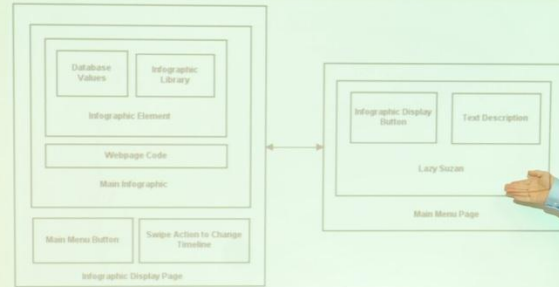 Database
Values
Infographic
Library
Infographic Element
Webpage Code
Main Infographic
Main Menu Button
Swipe Action to Change
Timeline
Infographic Display Page
Infographic Display
Button
Text Description
Lazy Suzan
Main Menu Page